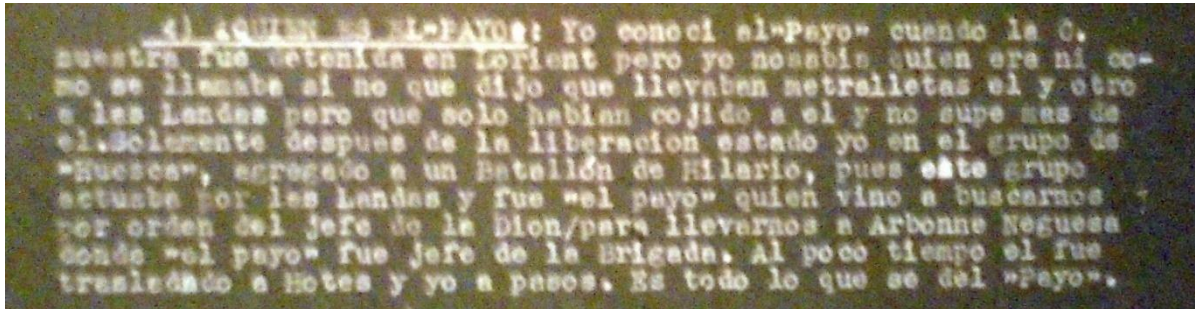 4) ¿QUIEN ES EL"PAYO": Yo conoci al"Payo" cuando la C.
nuestra fue detenida en Lorient pero yo nosabia quien era ni co-
mo se llamaba si no que dijo que llevaban metralletas el y otro
a las Landas pero que solo habian cojido a el y no supe mas de
el.Solamente despues de la liberacion estado yo en el grupo de
"Huesca", agregado a un Batallón de Hilario, pues este grupo
actuaba por las Landas y fue "el payo" quien vino a buscarnos
por orden del jefe de la Dion/para llevarnos a Arbonne Neguesa
donde "el payo" fue jefe de la Brigada. Al poco tiempo el fue
trasladado a Motes y yo a pasos. Es todo lo que se del "Payo".